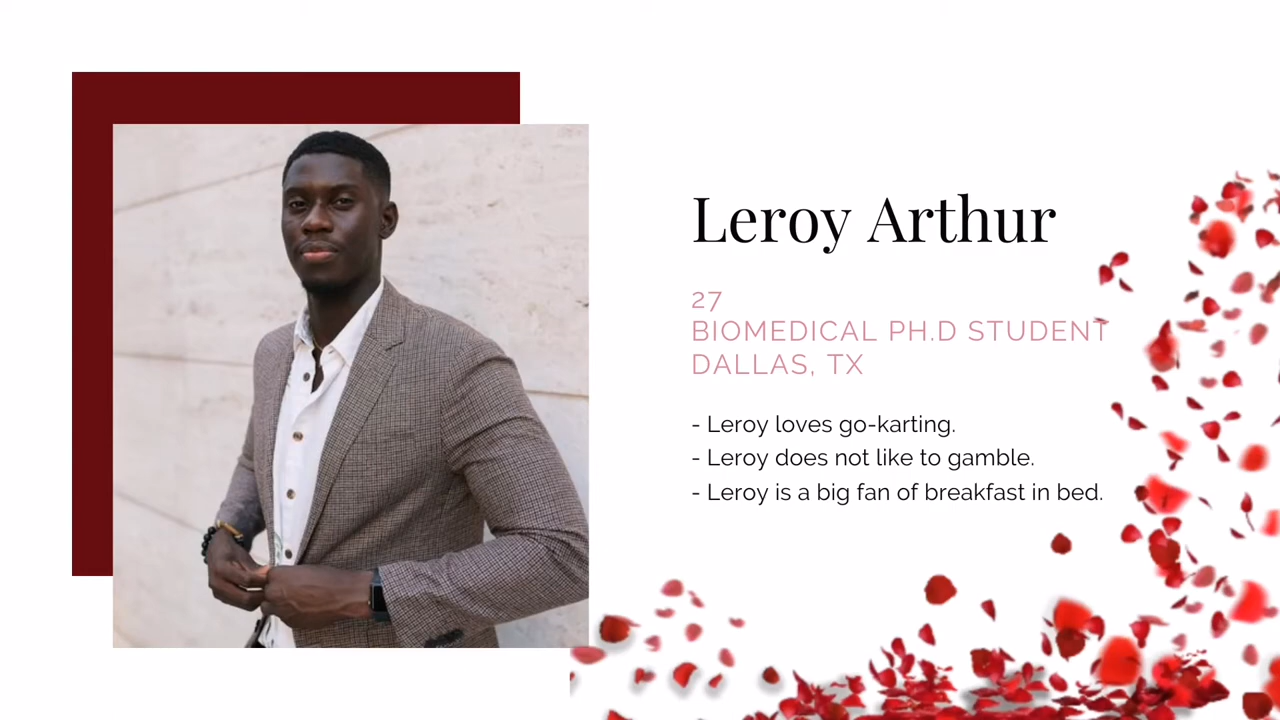 Leroy Arthur
27
BIOMEDICAL PH.D STUDENT
DALLAS, TX
- Leroy loves go-karting.
- Leroy does not like to gamble.
- Leroy is a big fan of breakfast in bed.